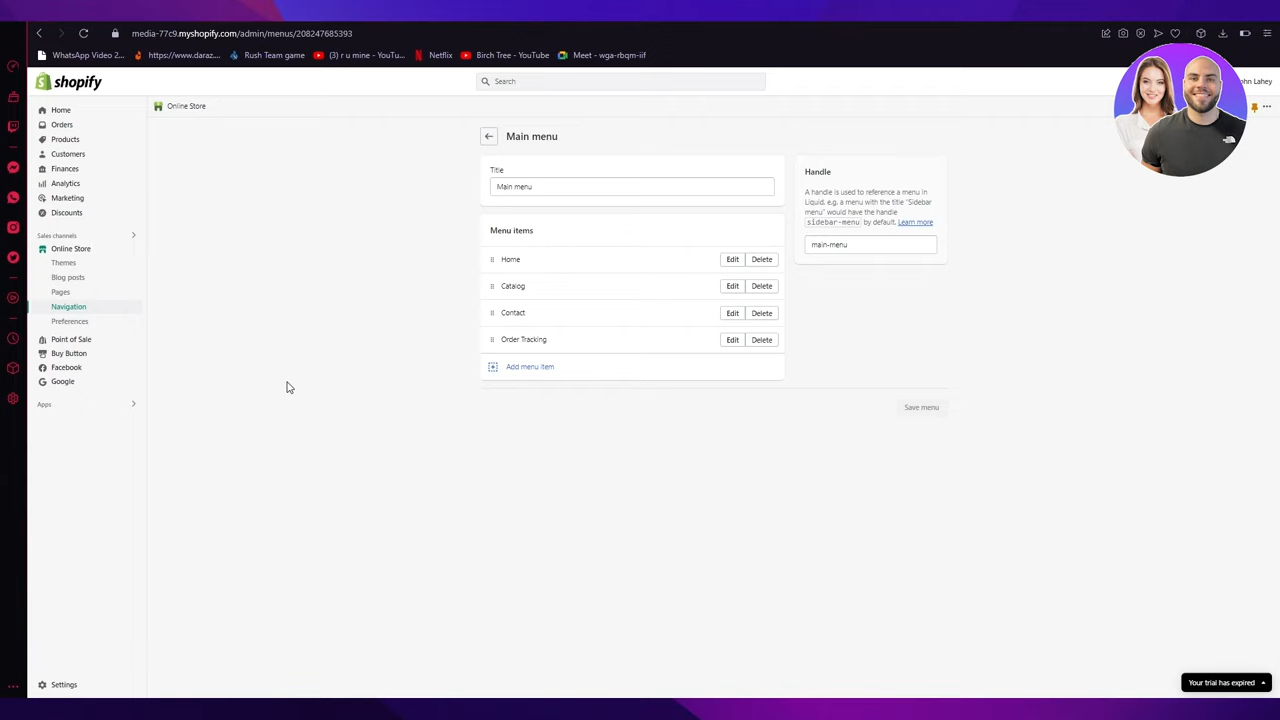 media-77c9.myshopify.com/admin/menus/208247685393
WhatsApp Video 2...
https://www.daraz...
Rush Team game
(3) r u mine - YouTu...
Netflix
Birch Tree - YouTube
Meet - wga-rbqm-iif
shopify
Search
ohn Lahey
Home
Orders
Products
Customers
Finances
Analytics
Marketing
Discounts
Sales channels
Online Store
Themes
Blog posts
Pages
Navigation
Preferences
Point of Sale
Buy Button
Facebook
Google
Apps
Settings
Online Store
Main menu
Title
Main menu
Menu items
Home Edit Delete
Catalog Edit Delete
Contact Edit Delete
Order Tracking Edit Delete
Add menu item
Handle
A handle is used to reference a menu in
Liquid, e.g. a menu with the title "Sidebar
menu" would have the handle
sidebar-menu by default. Learn more
main-menu
Save menu
Your trial has expired